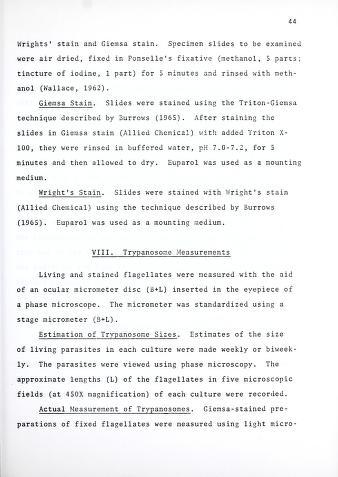 44
Wrights' stain and Giemsa stain. Specimen slides to be examined
were air dried, fixed in Ponselle's fixative (methanol, 5 parts;
tincture of iodine, 1 part) for 5 minutes and rinsed with meth-
anol (Wallace, 1962).
Giemsa Stain. Slides were stained using the Triton-Giemsa
technique described by Burrows (1965). After staining the
slides in Giemsa stain (Allied Chemical) with added Triton X-
100, they were rinsed in buffered water, pH 7.0-7.2, for 5
minutes and then allowed to dry. Euparol was used as a mounting
medium.
Wright's Stain. Slides were stained with Wright's stain
(Allied Chemical) using the technique described by Burrows
(1965). Euparol was used as a mounting medium.
VIII. Trypanosome Measurements
Living and stained flagellates were measured with the aid
of an ocular micrometer disc (B+L) inserted in the eyepiece of
a phase microscope. The micrometer was standardized using a
stage micrometer (B+L).
Estimation of Trypanosome Sizes. Estimates of the size
of living parasites in each culture were made weekly or biweek-
ly. The parasites were viewed using phase microscopy. The
approximate lengths (L) of the flagellates in five microscopic
fields (at 450X magnification) of each culture were recorded.
Actual Measurement of Trypanosomes. Giemsa-stained pre-
parations of fixed flagellates were measured using light micro-